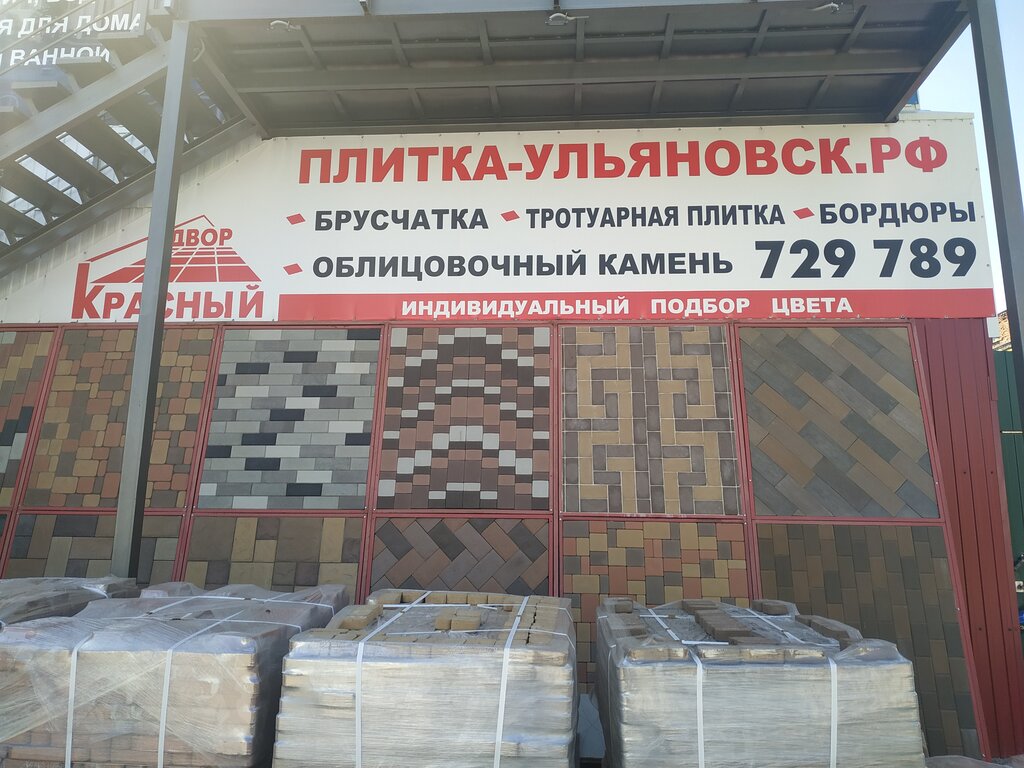 Я ДЛЯ ДОМА
ВАННОЙ
ПЛИТКА-УЛЬЯНОВСК.РФ
БРУСЧАТКА ТРОТУАРНАЯ ПЛИТКА БОРДЮРЫ
ОБЛИЦОВОЧНЫЙ КАМЕНЬ 729 789
ДВОР
КРАСНЫЙ
ИНДИВИДУАЛЬНЫЙ ПОДБОР ЦВЕТА